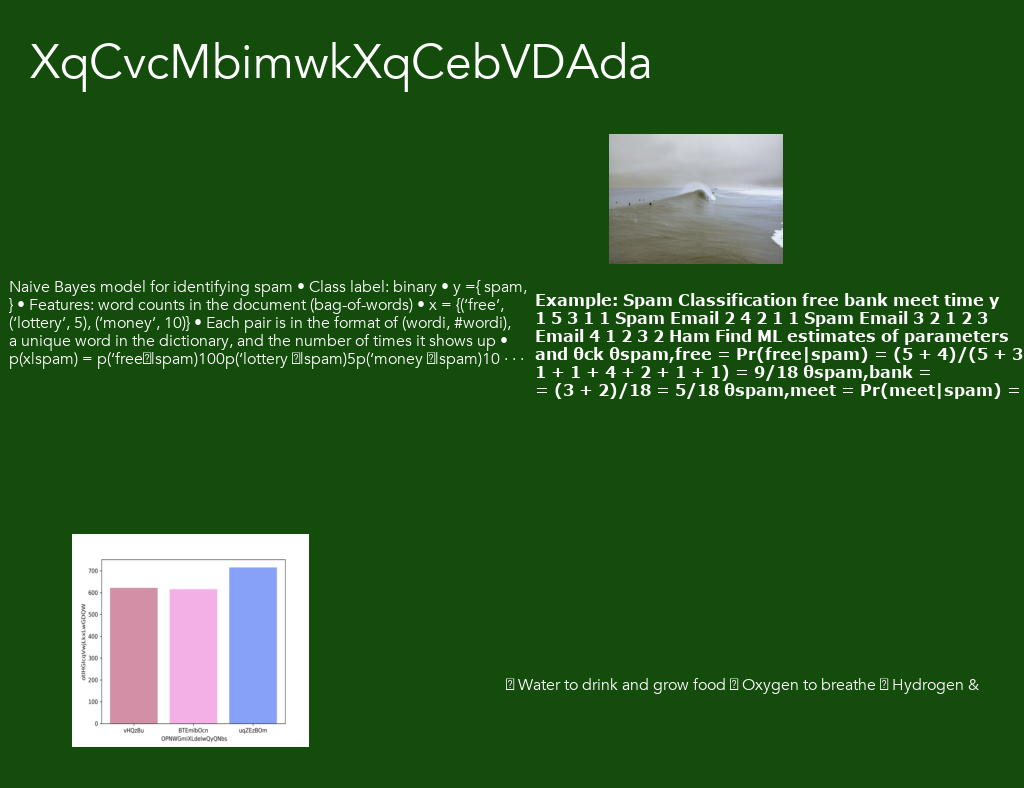 XqCvcMbimwkXqCebVDAda
Naive Bayes model for identifying spam • Class label: binary • y ={ spam,
} • Features: word counts in the document (bag-of-words) • x = {(‘free‘,
(‘lottery‘, 5), (‘money‘, 10)} • Each pair is in the format of (wordi, #wordi),
a unique word in the dictionary, and the number of times it shows up •
p(x|spam) = p(‘free|spam)100p(‘lottery |spam)5p(‘money |spam)10 · · ·
Example: Spam Classification free bank meet time y
1 5 3 1 1 Spam Email 2 4 2 1 1 Spam Email 3 2 1 2 3
Email 4 1 2 3 2 Ham Find ML estimates of parameters
and θck θspam,free = Pr(free|spam) = (5 + 4)/(5 + 3
1 + 1 + 4 + 2 + 1 + 1) = 9/18 θspam,bank =
= (3 + 2)/18 = 5/18 θspam,meet = Pr(meet|spam) =
700
600
500
400
300
200
100
0
vHQzBu BTEmibOcn uqZEzBOm
OPNWGmiXLdelwQyQNbs
Water to drink and grow food Oxygen to breathe Hydrogen &